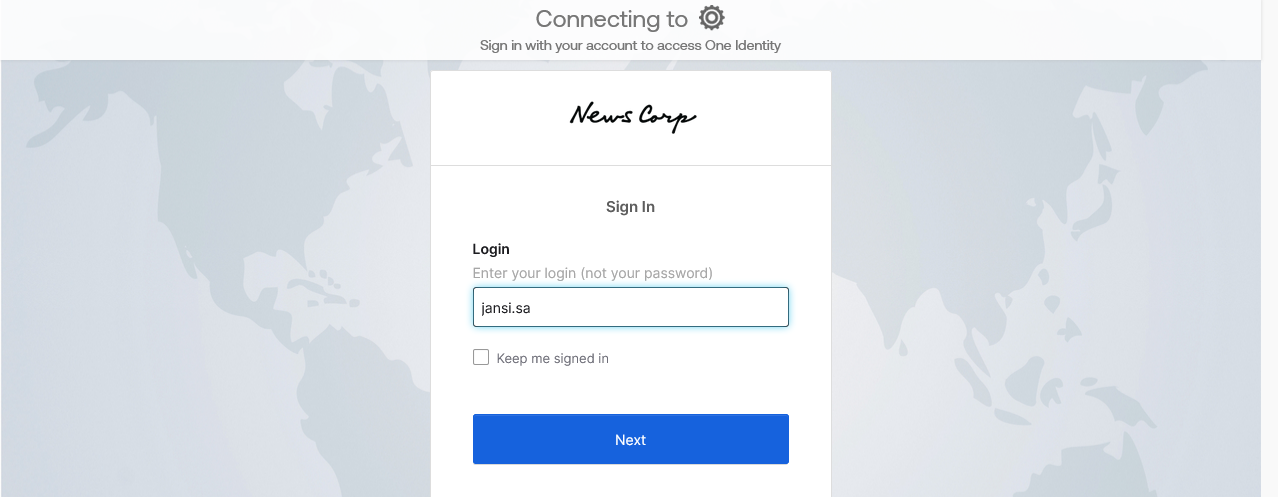 Connecting to
Sign in with your account to access One Identity
News Corp
Sign In
Login
Enter your login (not your password)
jansi.sa
Keep me signed in
Next